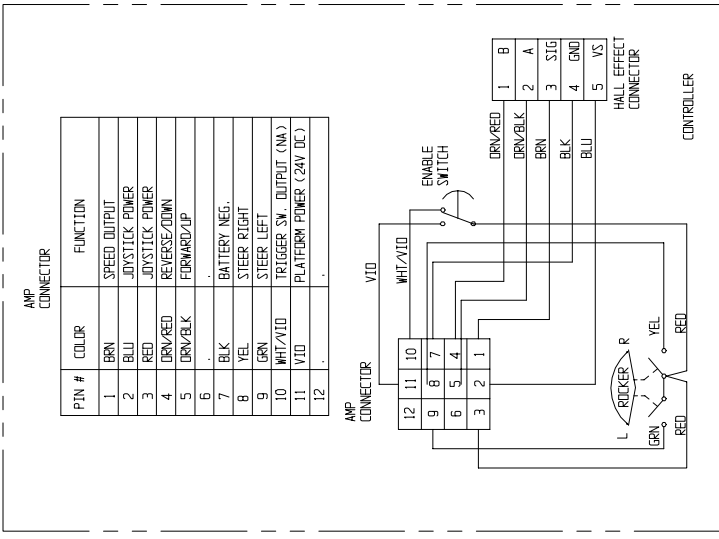 AMP
CONNECTOR
PIN # COLOR FUNCTION
1 BRN SPEED OUTPUT
2 BLU JOYSTICK POWER
3 RED JOYSTICK POWER
4 ORN/RED REVERSE/DOWN
5 ORN/BLK FORWARD/UP
6 . .
7 BLK BATTERY NEG.
8 YEL STEER RIGHT
9 GRN STEER LEFT
10 WHT/VIO TRIGGER SW. OUTPUT (NA)
11 VIO PLATFORM POWER (24V DC)
12 . .
AMP
CONNECTOR
12 11 10
9 8 7
6 5 4
3 2 1
VIO
WHT/VIO
ENABLE
SWITCH
ORN/RED
ORN/BLK
BRN
BLK
BLU
1 B
2 A
3 SIG
4 GND
5 VS
HALL EFFECT
CONNECTOR
L ROCKER R
GRN YEL
RED RED
CONTROLLER